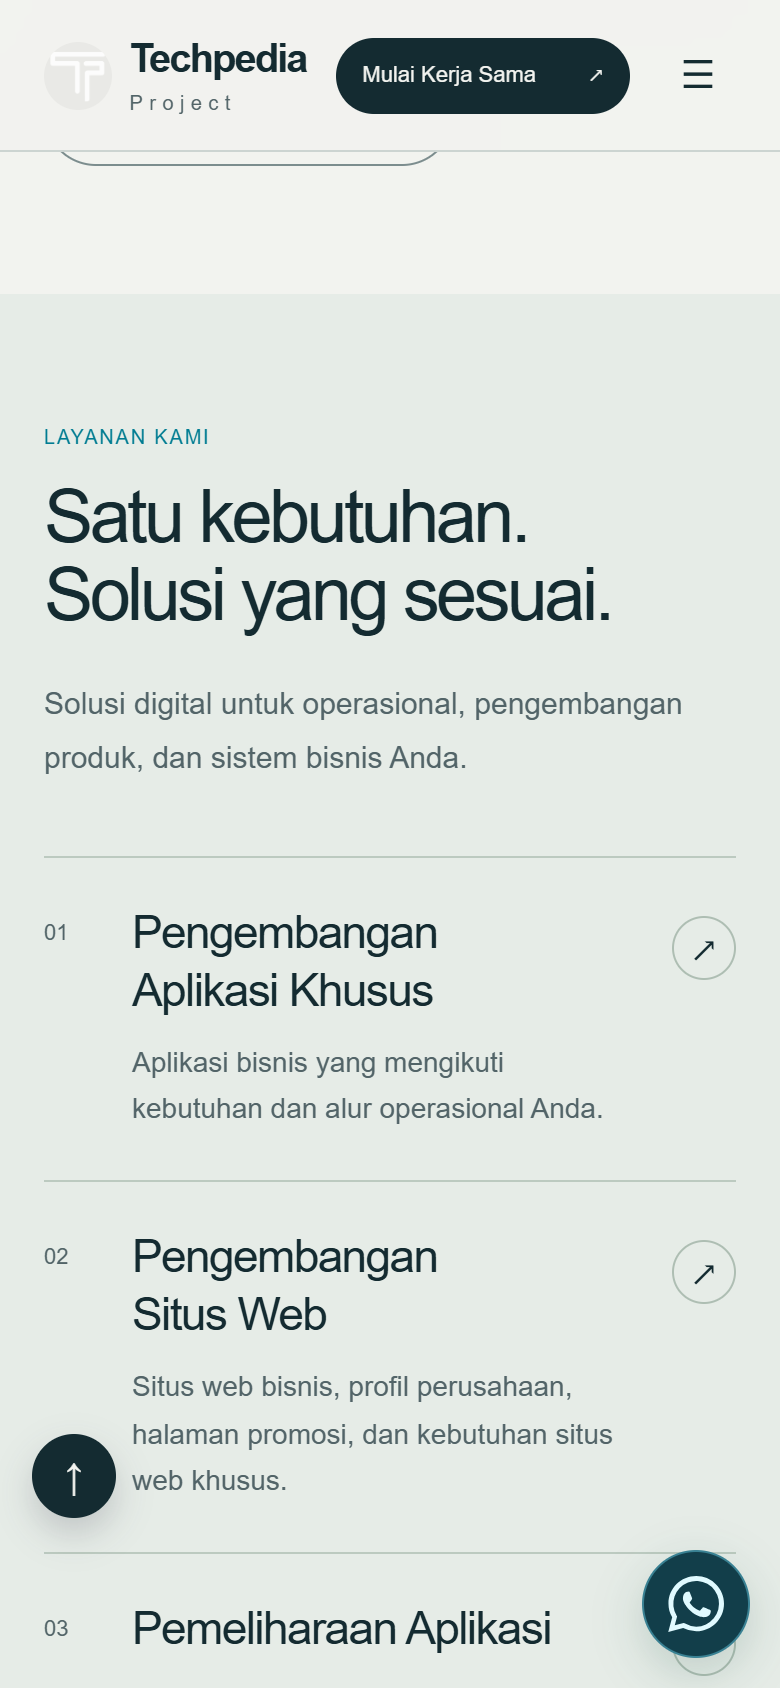 Techpedia
Project
Mulai Kerja Sama ↗
☰
LAYANAN KAMI
Satu kebutuhan.
Solusi yang sesuai.
Solusi digital untuk operasional, pengembangan
produk, dan sistem bisnis Anda.
01
Pengembangan
Aplikasi Khusus
↗
Aplikasi bisnis yang mengikuti
kebutuhan dan alur operasional Anda.
02
Pengembangan
Situs Web
↗
Situs web bisnis, profil perusahaan,
halaman promosi, dan kebutuhan situs
web khusus.
↑
03
Pemeliharaan Aplikasi